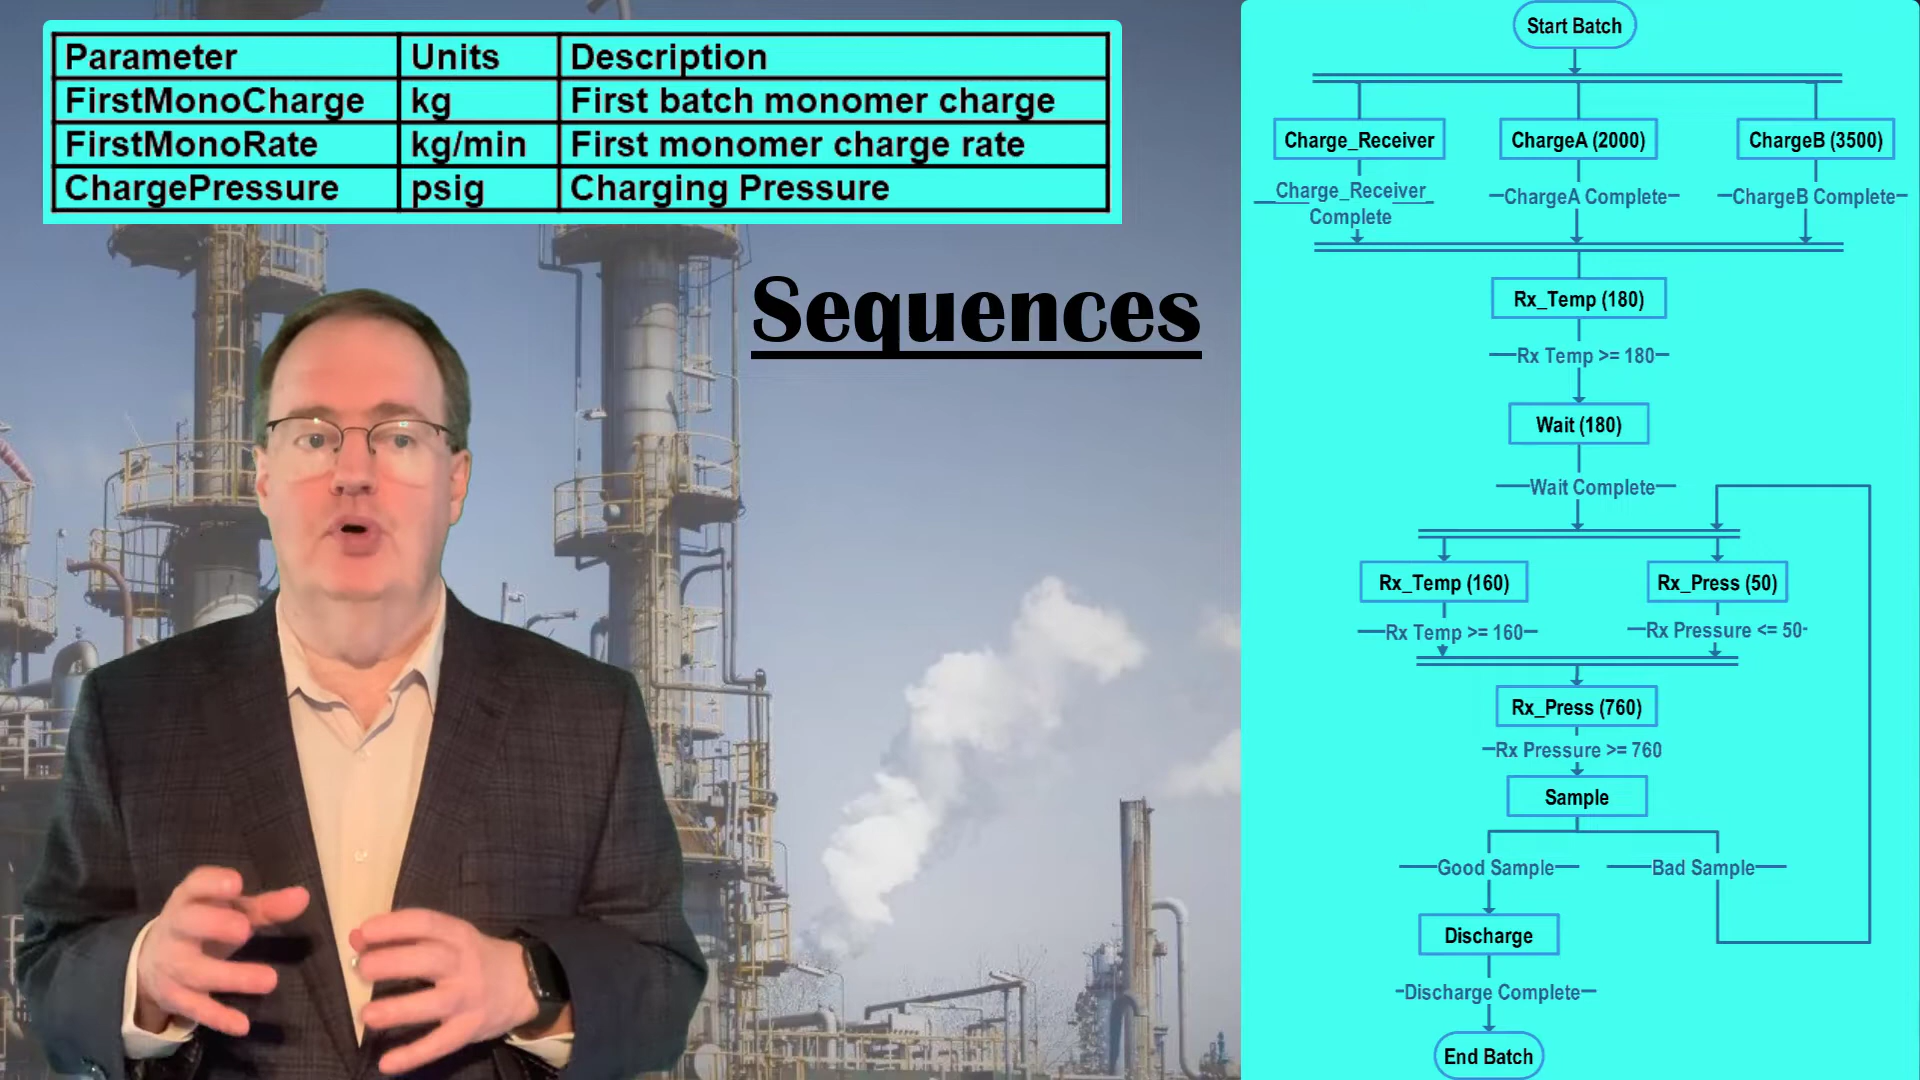 Parameter Units Description
FirstMonoCharge kg First batch monomer charge
FirstMonoRate kg/min First monomer charge rate
ChargePressure psig Charging Pressure
Sequences
Start Batch
Charge_Receiver ChargeA (2000) ChargeB (3500)
Charge_Receiver
Complete
ChargeA Complete
ChargeB Complete
Rx_Temp (180)
Rx Temp >= 180
Wait (180)
Wait Complete
Rx_Temp (160) Rx_Press (50)
Rx Temp >= 160 Rx Pressure <= 50
Rx_Press (760)
Rx Pressure >= 760
Sample
Good Sample Bad Sample
Discharge
Discharge Complete
End Batch